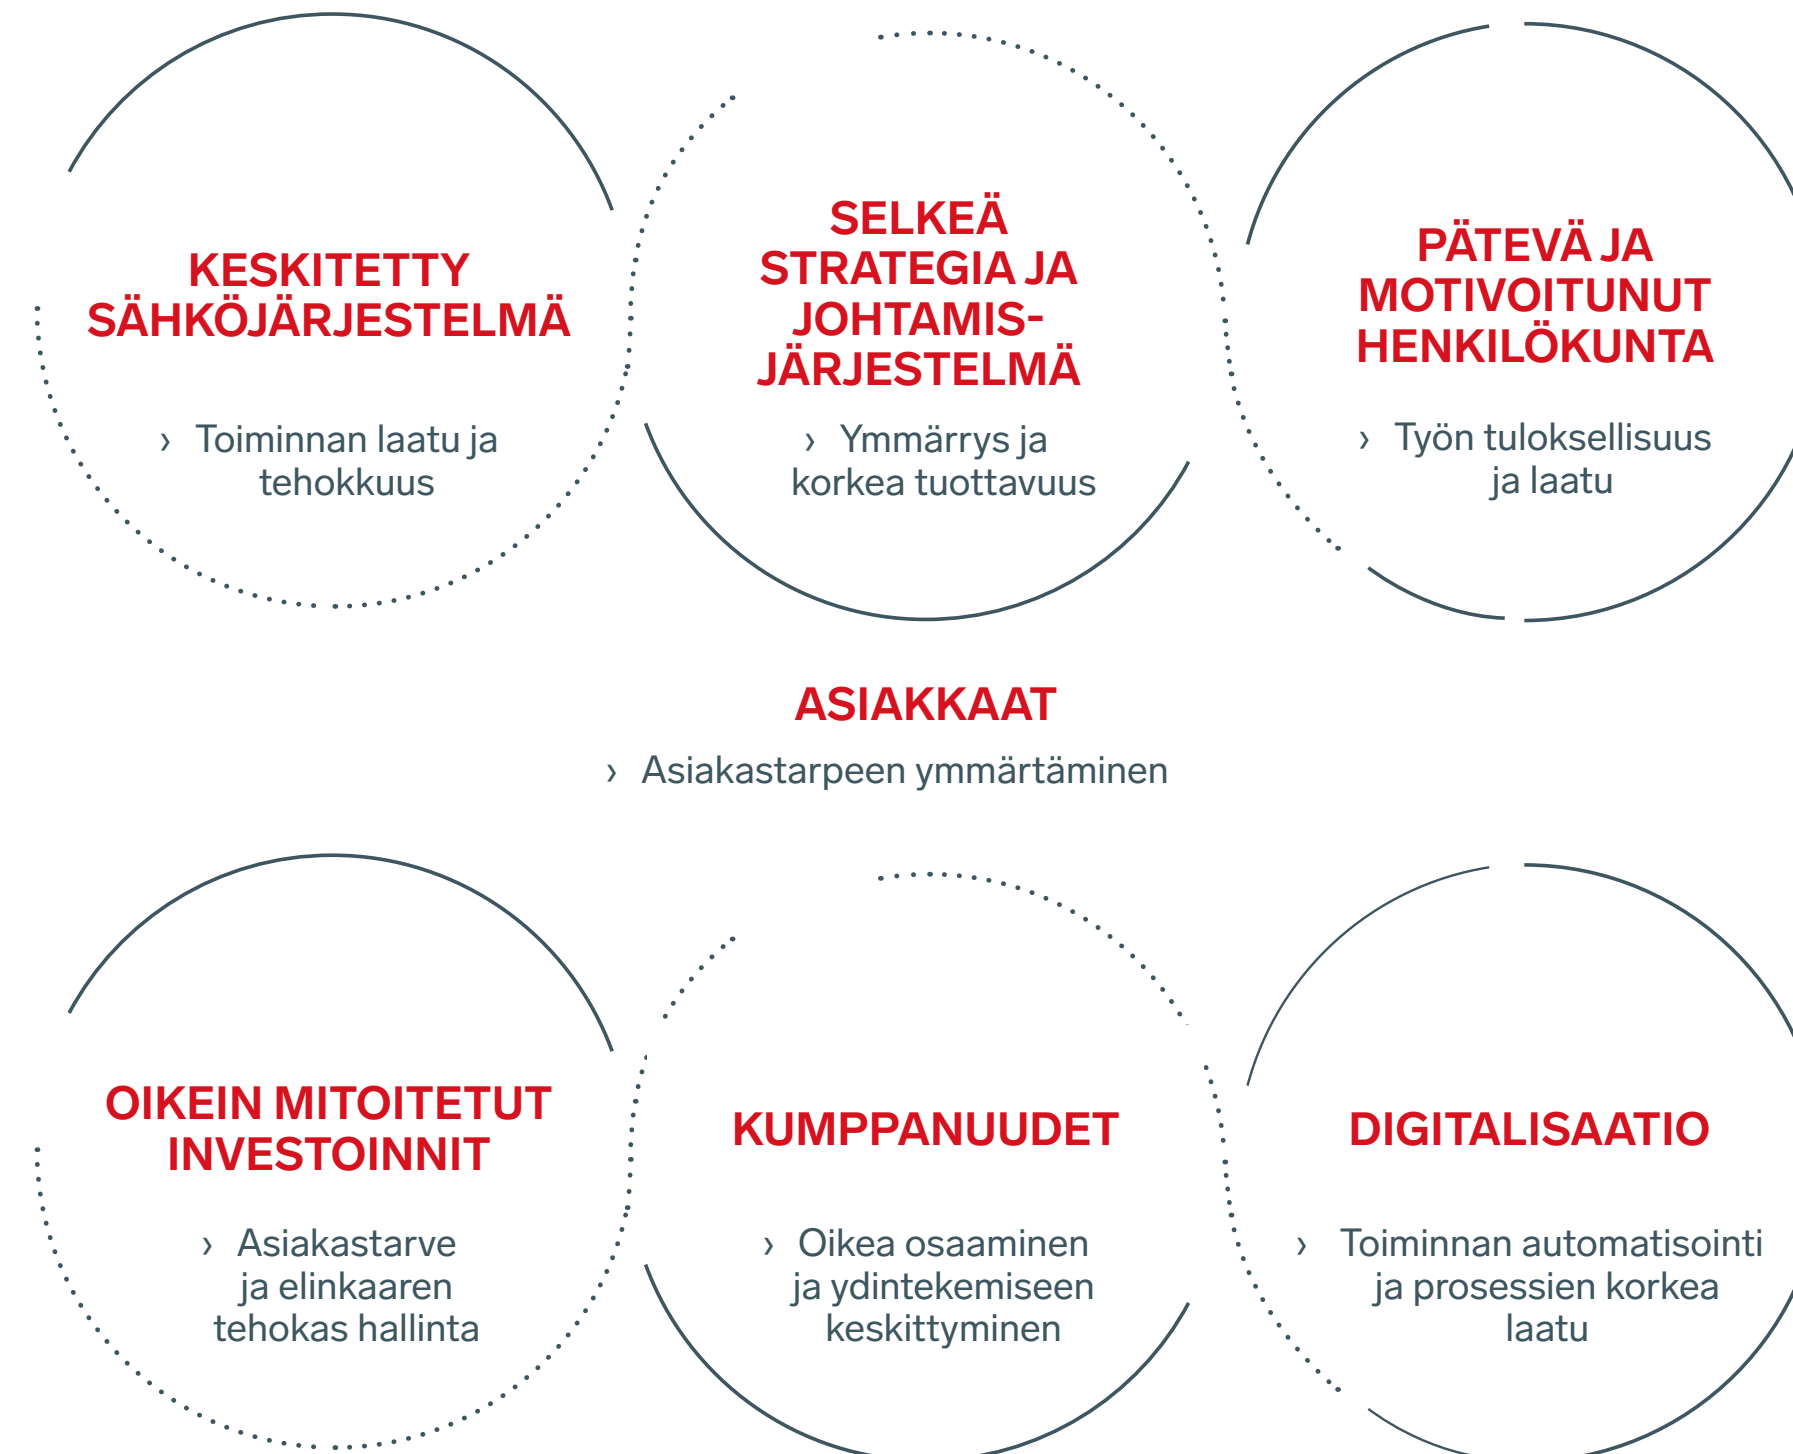 KESKITETTY
SÄHKÖJÄRJESTELMÄ
› Toiminnan laatu ja
tehokkuus
SELKEÄ
STRATEGIA JA
JOHTAMIS-
JÄRJESTELMÄ
› Ymmärrys ja
korkea tuottavuus
PÄTEVÄ JA
MOTIVOITUNUT
HENKILÖKUNTA
› Työn tuloksellisuus
ja laatu
ASIAKKAAT
› Asiakastarpeen ymmärtäminen
OIKEIN MITOITETUT
INVESTOINNIT
› Asiakastarve
ja elinkaaren
tehokas hallinta
KUMPPANUUDET
› Oikea osaaminen
ja ydintekemiseen
keskittyminen
DIGITALISAATIO
› Toiminnan automatisointi
ja prosessien korkea
laatu